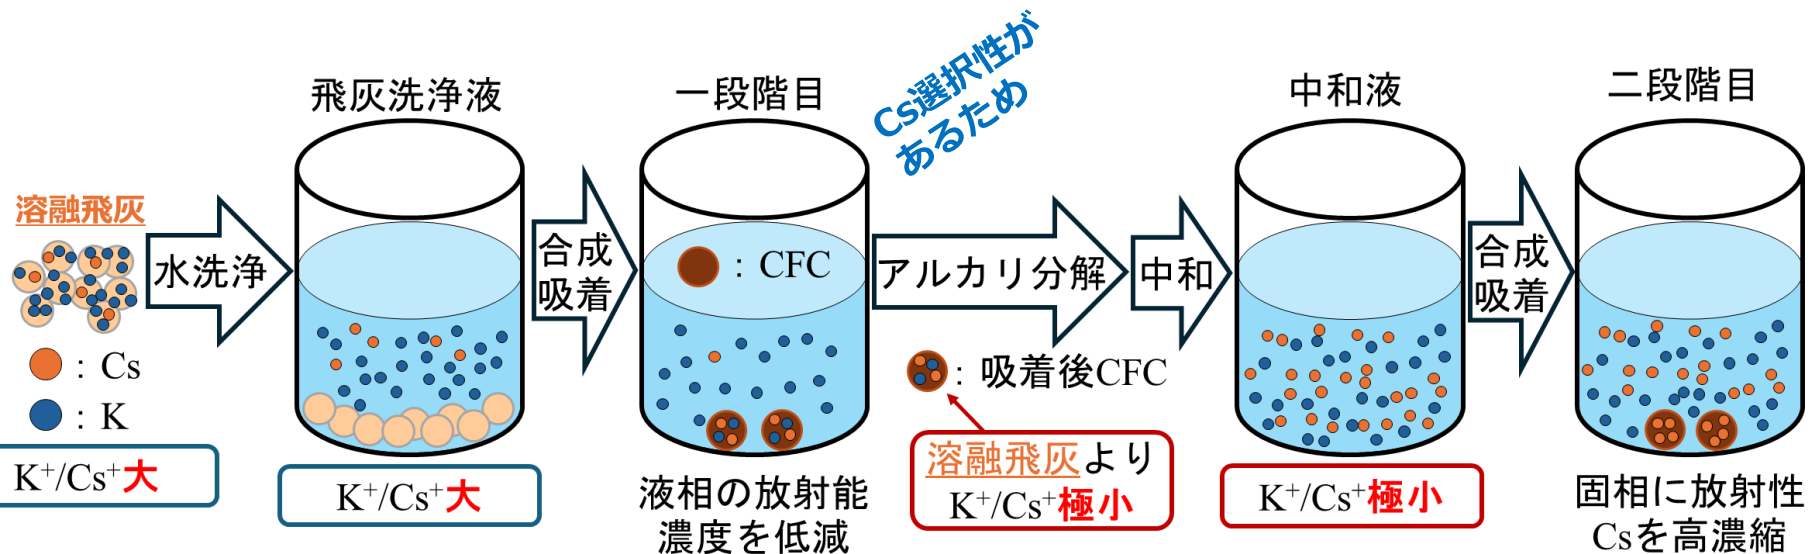 溶融飛灰
：Cs
：K
K⁺/Cs⁺大
水洗浄
飛灰洗浄液
K⁺/Cs⁺大
合成
吸着
一段階目
：CFC
液相の放射能
濃度を低減
Cs選択性が
あるため
アルカリ分解
：吸着後CFC
溶融飛灰より
K⁺/Cs⁺極小
中和
中和液
K⁺/Cs⁺極小
合成
吸着
二段階目
固相に放射性
Csを高濃縮